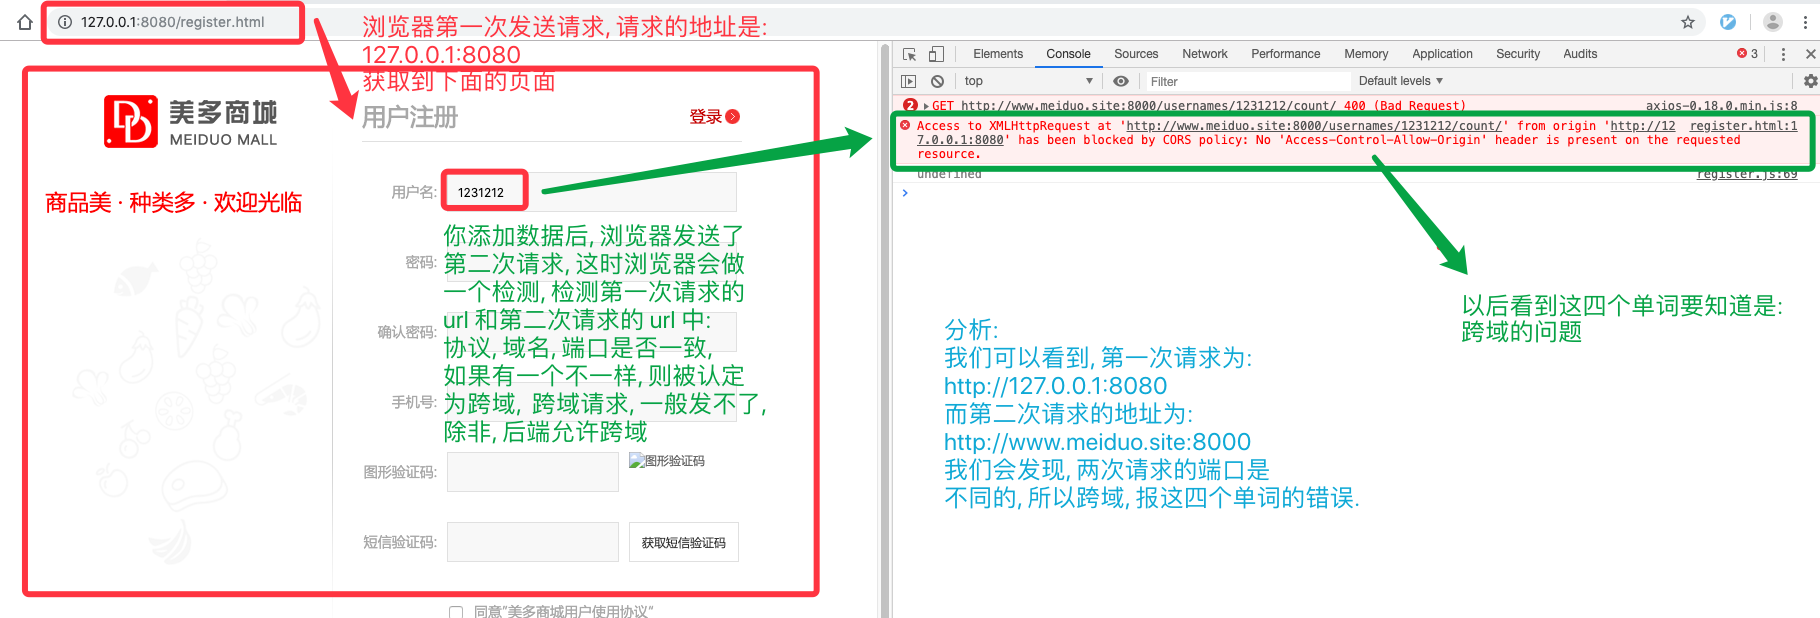 127.0.0.1:8080/register.html
浏览器第一次发送请求, 请求的地址是:
127.0.0.1:8080
获取到下面的页面
美多商城
MEIDUO MALL
商品美 · 种类多 · 欢迎光临
用户注册
登录
用户名:
1231212
你添加数据后, 浏览器发送了
第二次请求, 这时浏览器会做
一个检测, 检测第一次请求的
url 和第二次请求的 url 中:
协议, 域名, 端口是否一致,
如果有一个不一样, 则被认定
为跨域, 跨域请求, 一般发不了,
除非, 后端允许跨域
密码:
确认密码:
手机号:
图形验证码:
图形验证码
短信验证码:
获取短信验证码
同意"美多商城用户使用协议"
Elements Console Sources Network Performance Memory Application Security Audits 3
top Filter Default levels
2 GET http://www.meiduo.site:8000/usernames/1231212/count/ 400 (Bad Request) axios-0.18.0.min.js:8
Access to XMLHttpRequest at 'http://www.meiduo.site:8000/usernames/1231212/count/' from origin 'http://12 register.html:1
7.0.0.1:8080' has been blocked by CORS policy: No 'Access-Control-Allow-Origin' header is present on the requested
resource.
undefined register.js:69
以后看到这四个单词要知道是:
跨域的问题
分析:
我们可以看到, 第一次请求为:
http://127.0.0.1:8080
而第二次请求的地址为:
http://www.meiduo.site:8000
我们会发现, 两次请求的端口是
不同的, 所以跨域, 报这四个单词的错误.